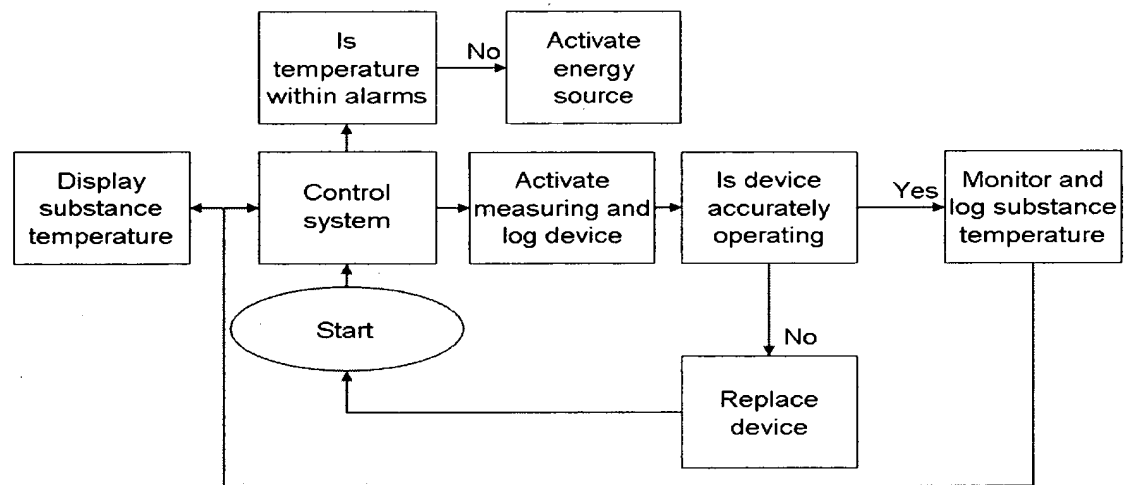 Is
temperature
within alarms
No
Activate
energy
source
Display
substance
temperature
Control
system
Activate
measuring and
log device
Is device
accurately
operating
Yes
Monitor and
log substance
temperature
Start
No
Replace
device